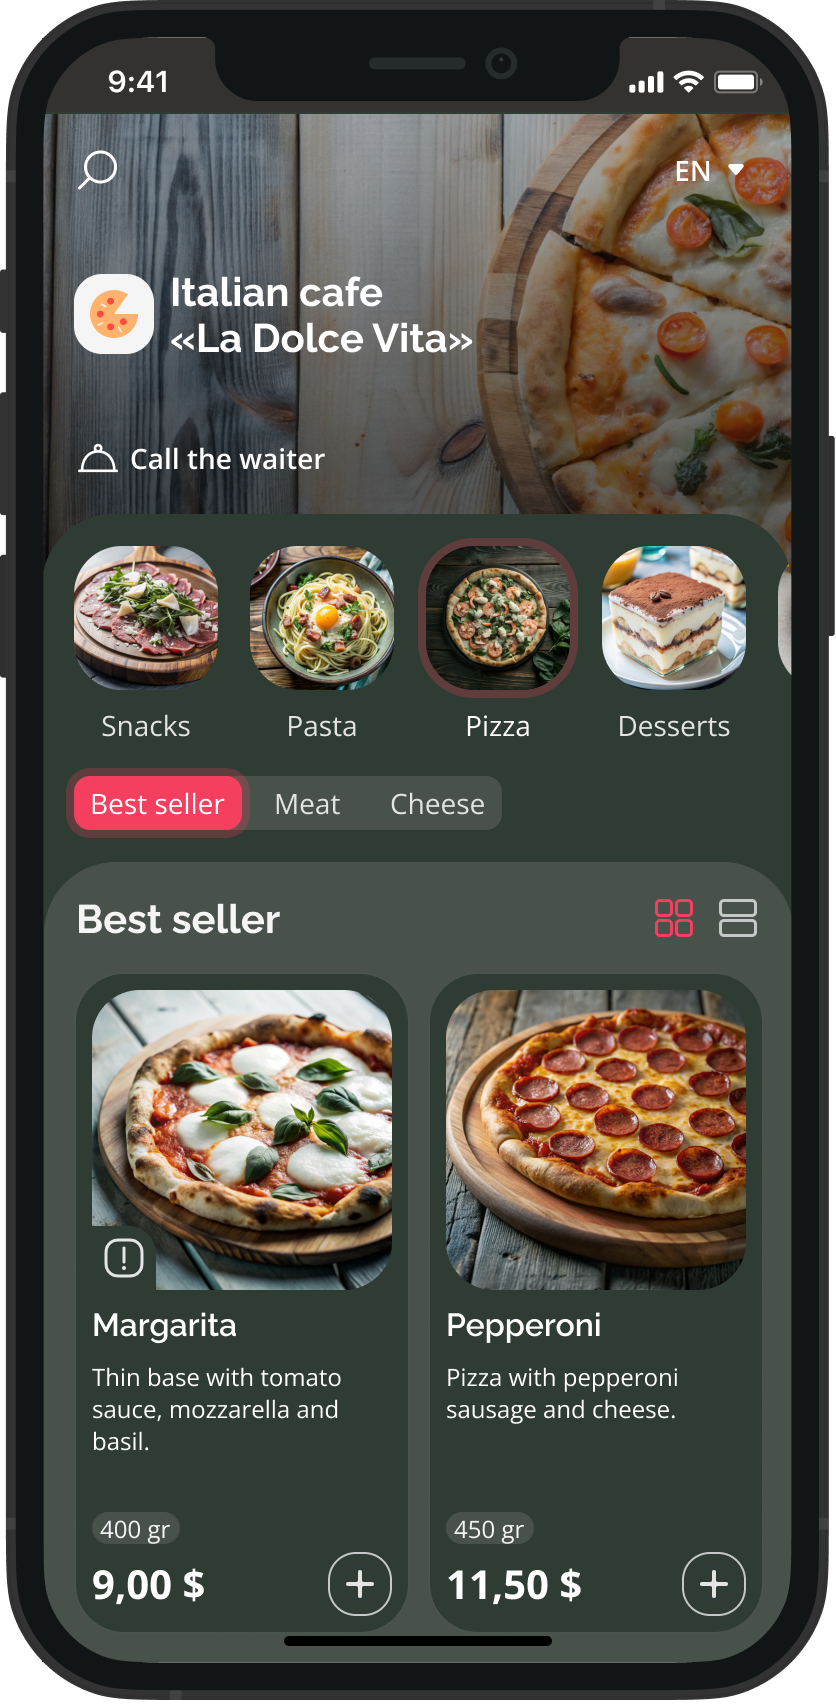 9:41
EN
Italian cafe
«La Dolce Vita»
Call the waiter
Snacks
Pasta
Pizza
Desserts
Best seller
Meat
Cheese
Best seller
Margarita
Thin base with tomato
sauce, mozzarella and
basil.
400 gr
9,00 $
Pepperoni
Pizza with pepperoni
sausage and cheese.
450 gr
11,50 $